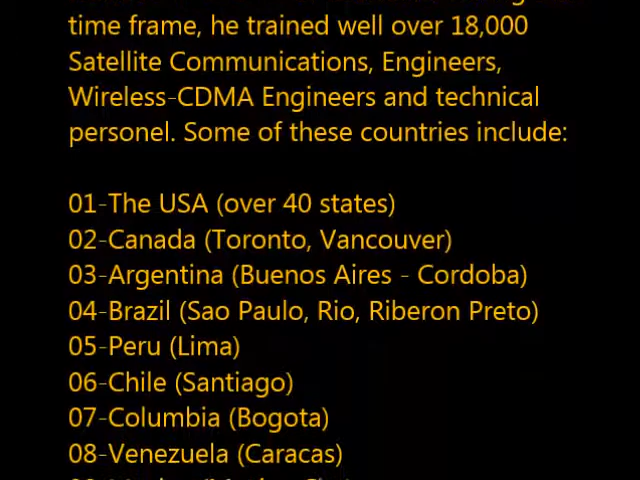 time frame, he trained well over 18,000
Satellite Communications, Engineers,
Wireless-CDMA Engineers and technical
personel. Some of these countries include:
01-The USA (over 40 states)
02-Canada (Toronto, Vancouver)
03-Argentina (Buenos Aires - Cordoba)
04-Brazil (Sao Paulo, Rio, Riberon Preto)
05-Peru (Lima)
06-Chile (Santiago)
07-Columbia (Bogota)
08-Venezuela (Caracas)